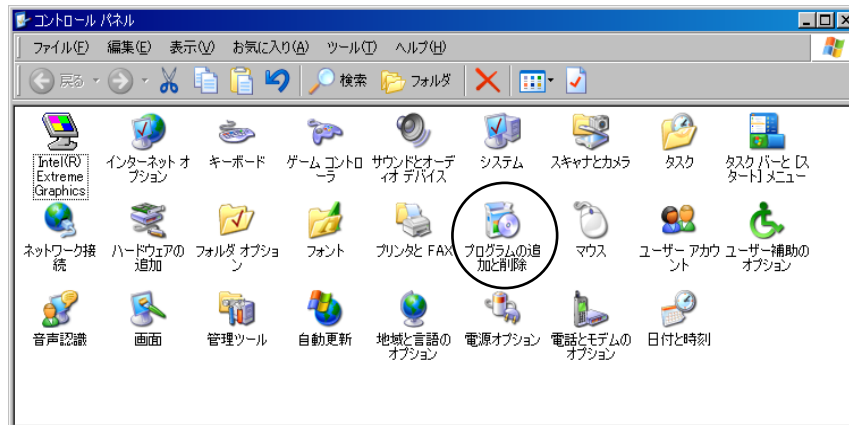 コントロール パネル
ファイル(F) 編集(E) 表示(V) お気に入り(A) ツール(T) ヘルプ(H)
戻る 検索 フォルダ
Intel(R) Extreme Graphics
インターネット オプション
キーボード
ゲーム コントローラ
サウンドとオーディオ デバイス
システム
スキャナとカメラ
タスク
タスク バーと [スタート] メニュー
ネットワーク接続
ハードウェアの追加
フォルダ オプション
フォント
プリンタと FAX
プログラムの追加と削除
マウス
ユーザー アカウント
ユーザー補助のオプション
音声認識
画面
管理ツール
自動更新
地域と言語のオプション
電源オプション
電話とモデムのオプション
日付と時刻